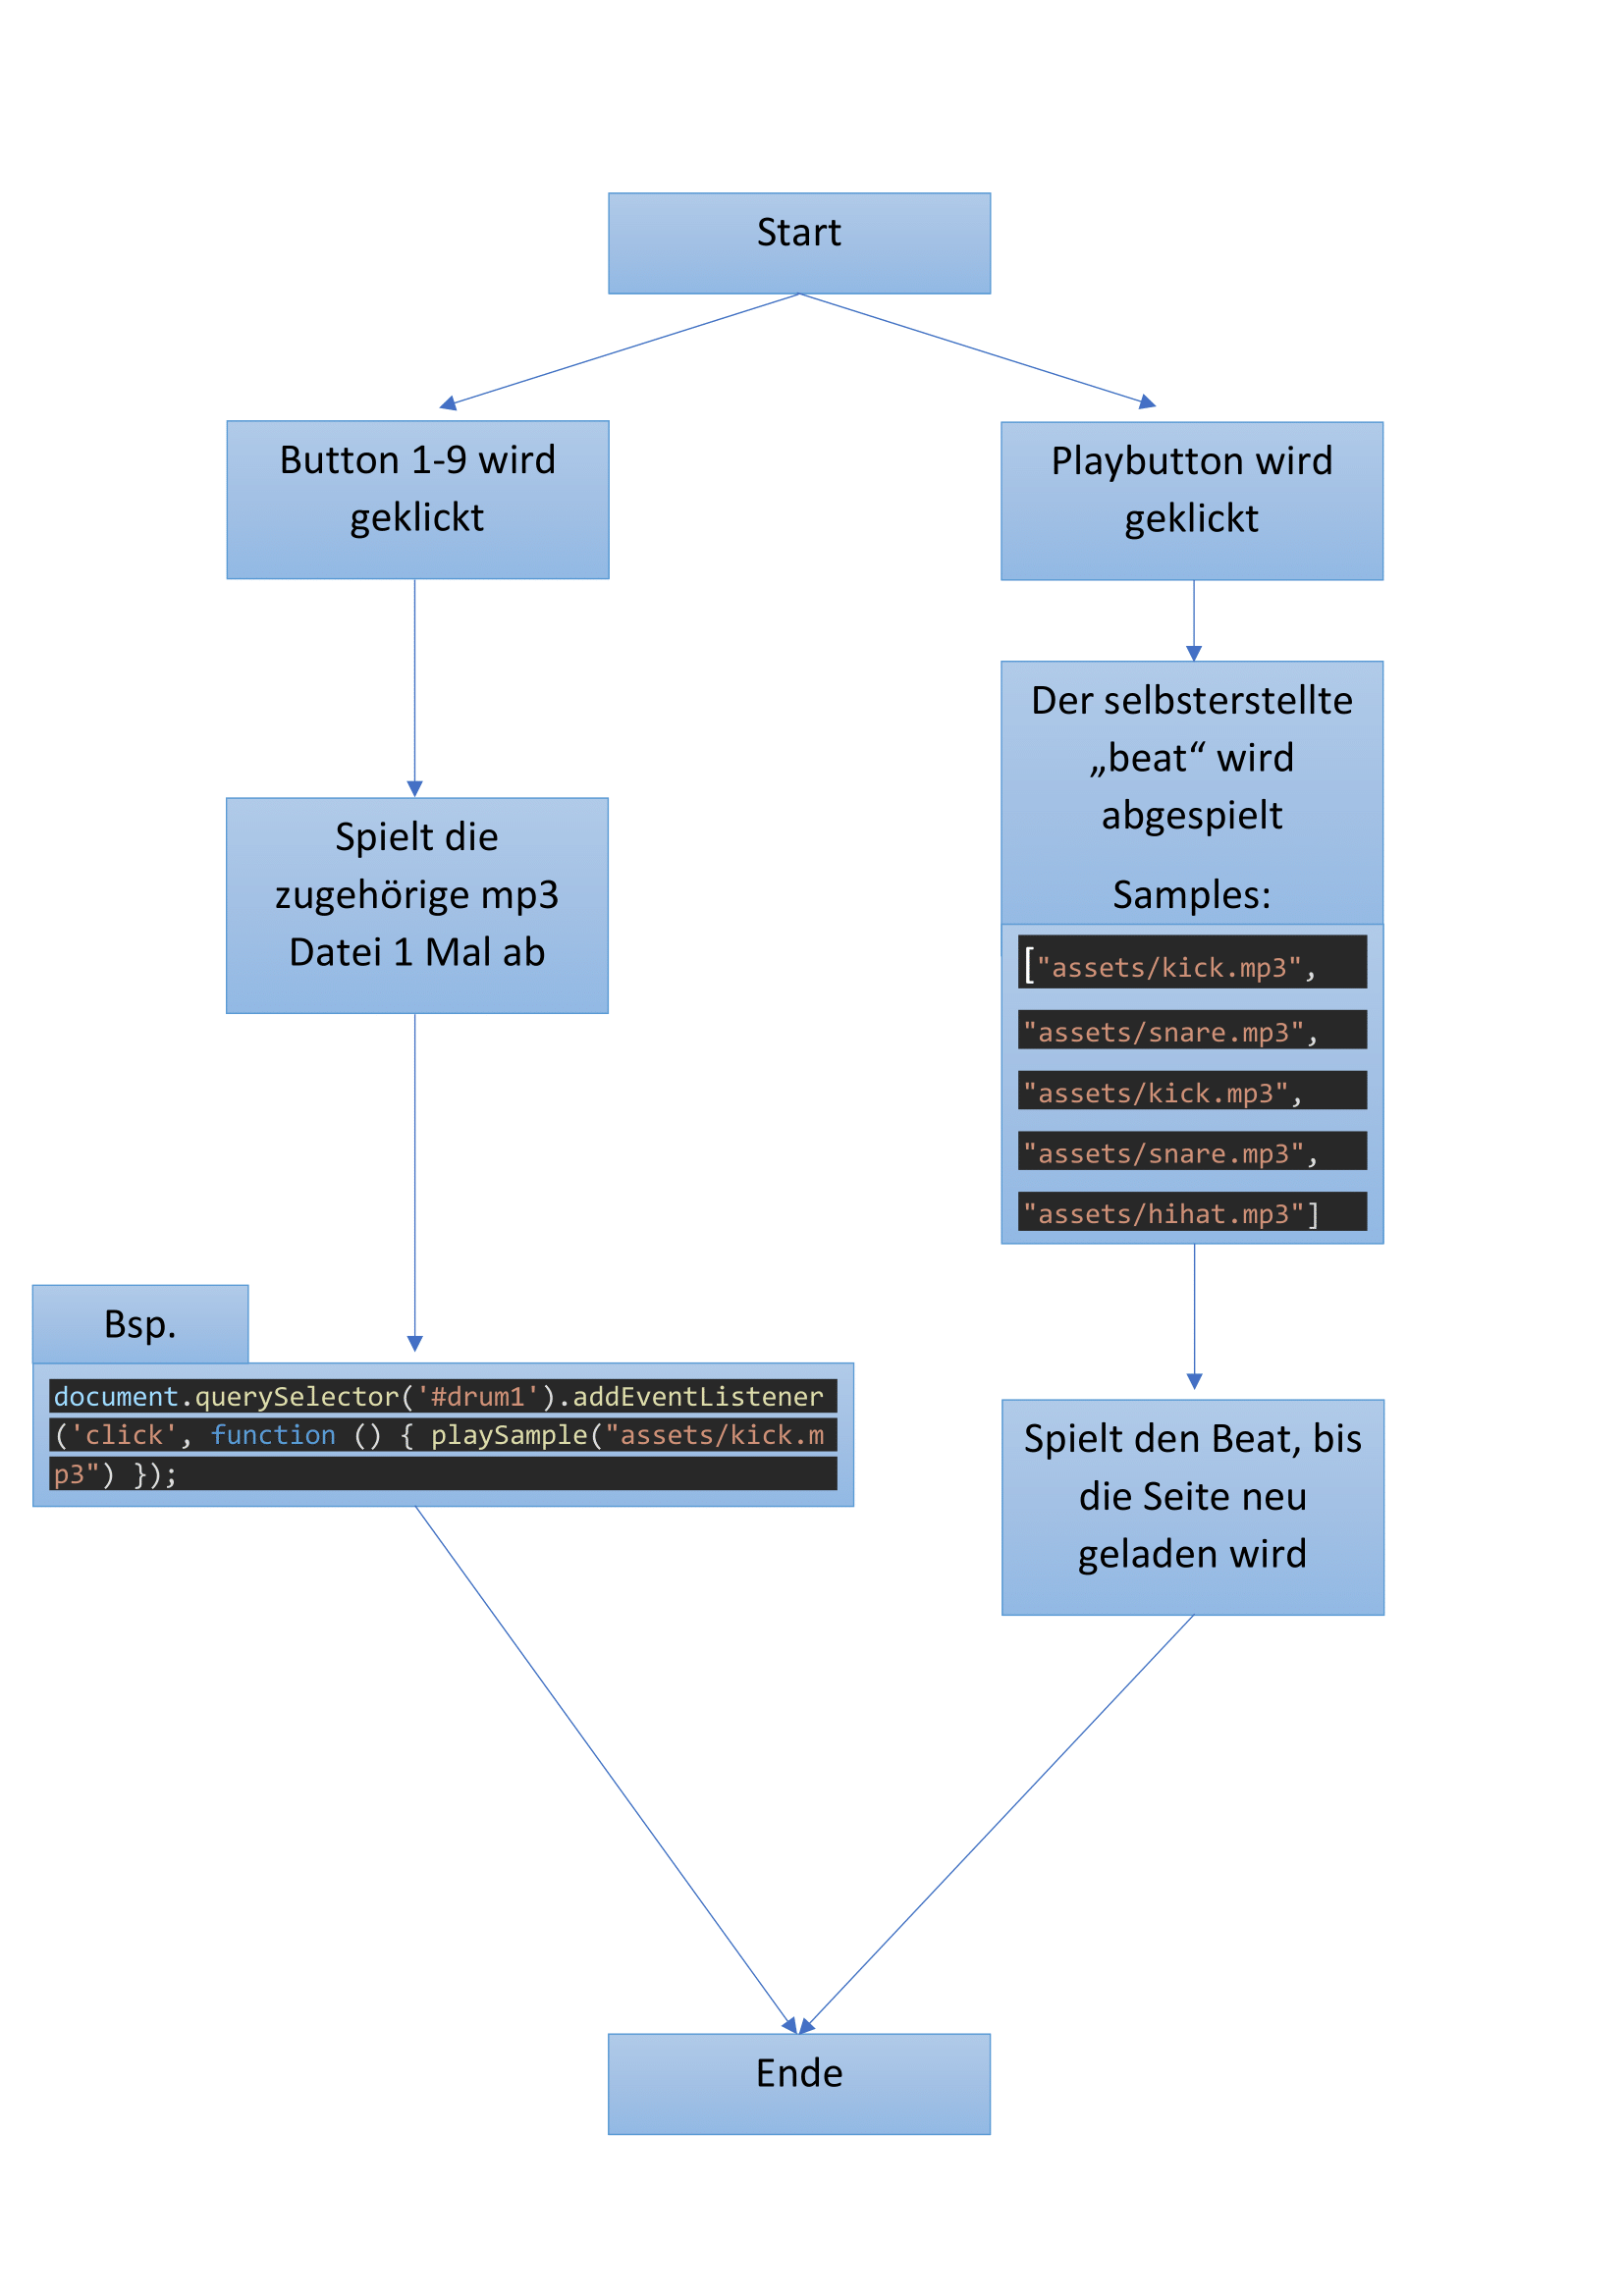 Start
Button 1-9 wird
geklickt
Spielt die
zugehörige mp3
Datei 1 Mal ab
Bsp.
document.querySelector('#drum1').addEventListener
('click', function () { playSample("assets/kick.m
p3") });
Playbutton wird
geklickt
Der selbsterstellte
„beat“ wird
abgespielt
Samples:
["assets/kick.mp3",
"assets/snare.mp3",
"assets/kick.mp3",
"assets/snare.mp3",
"assets/hihat.mp3"]
Spielt den Beat, bis
die Seite neu
geladen wird
Ende